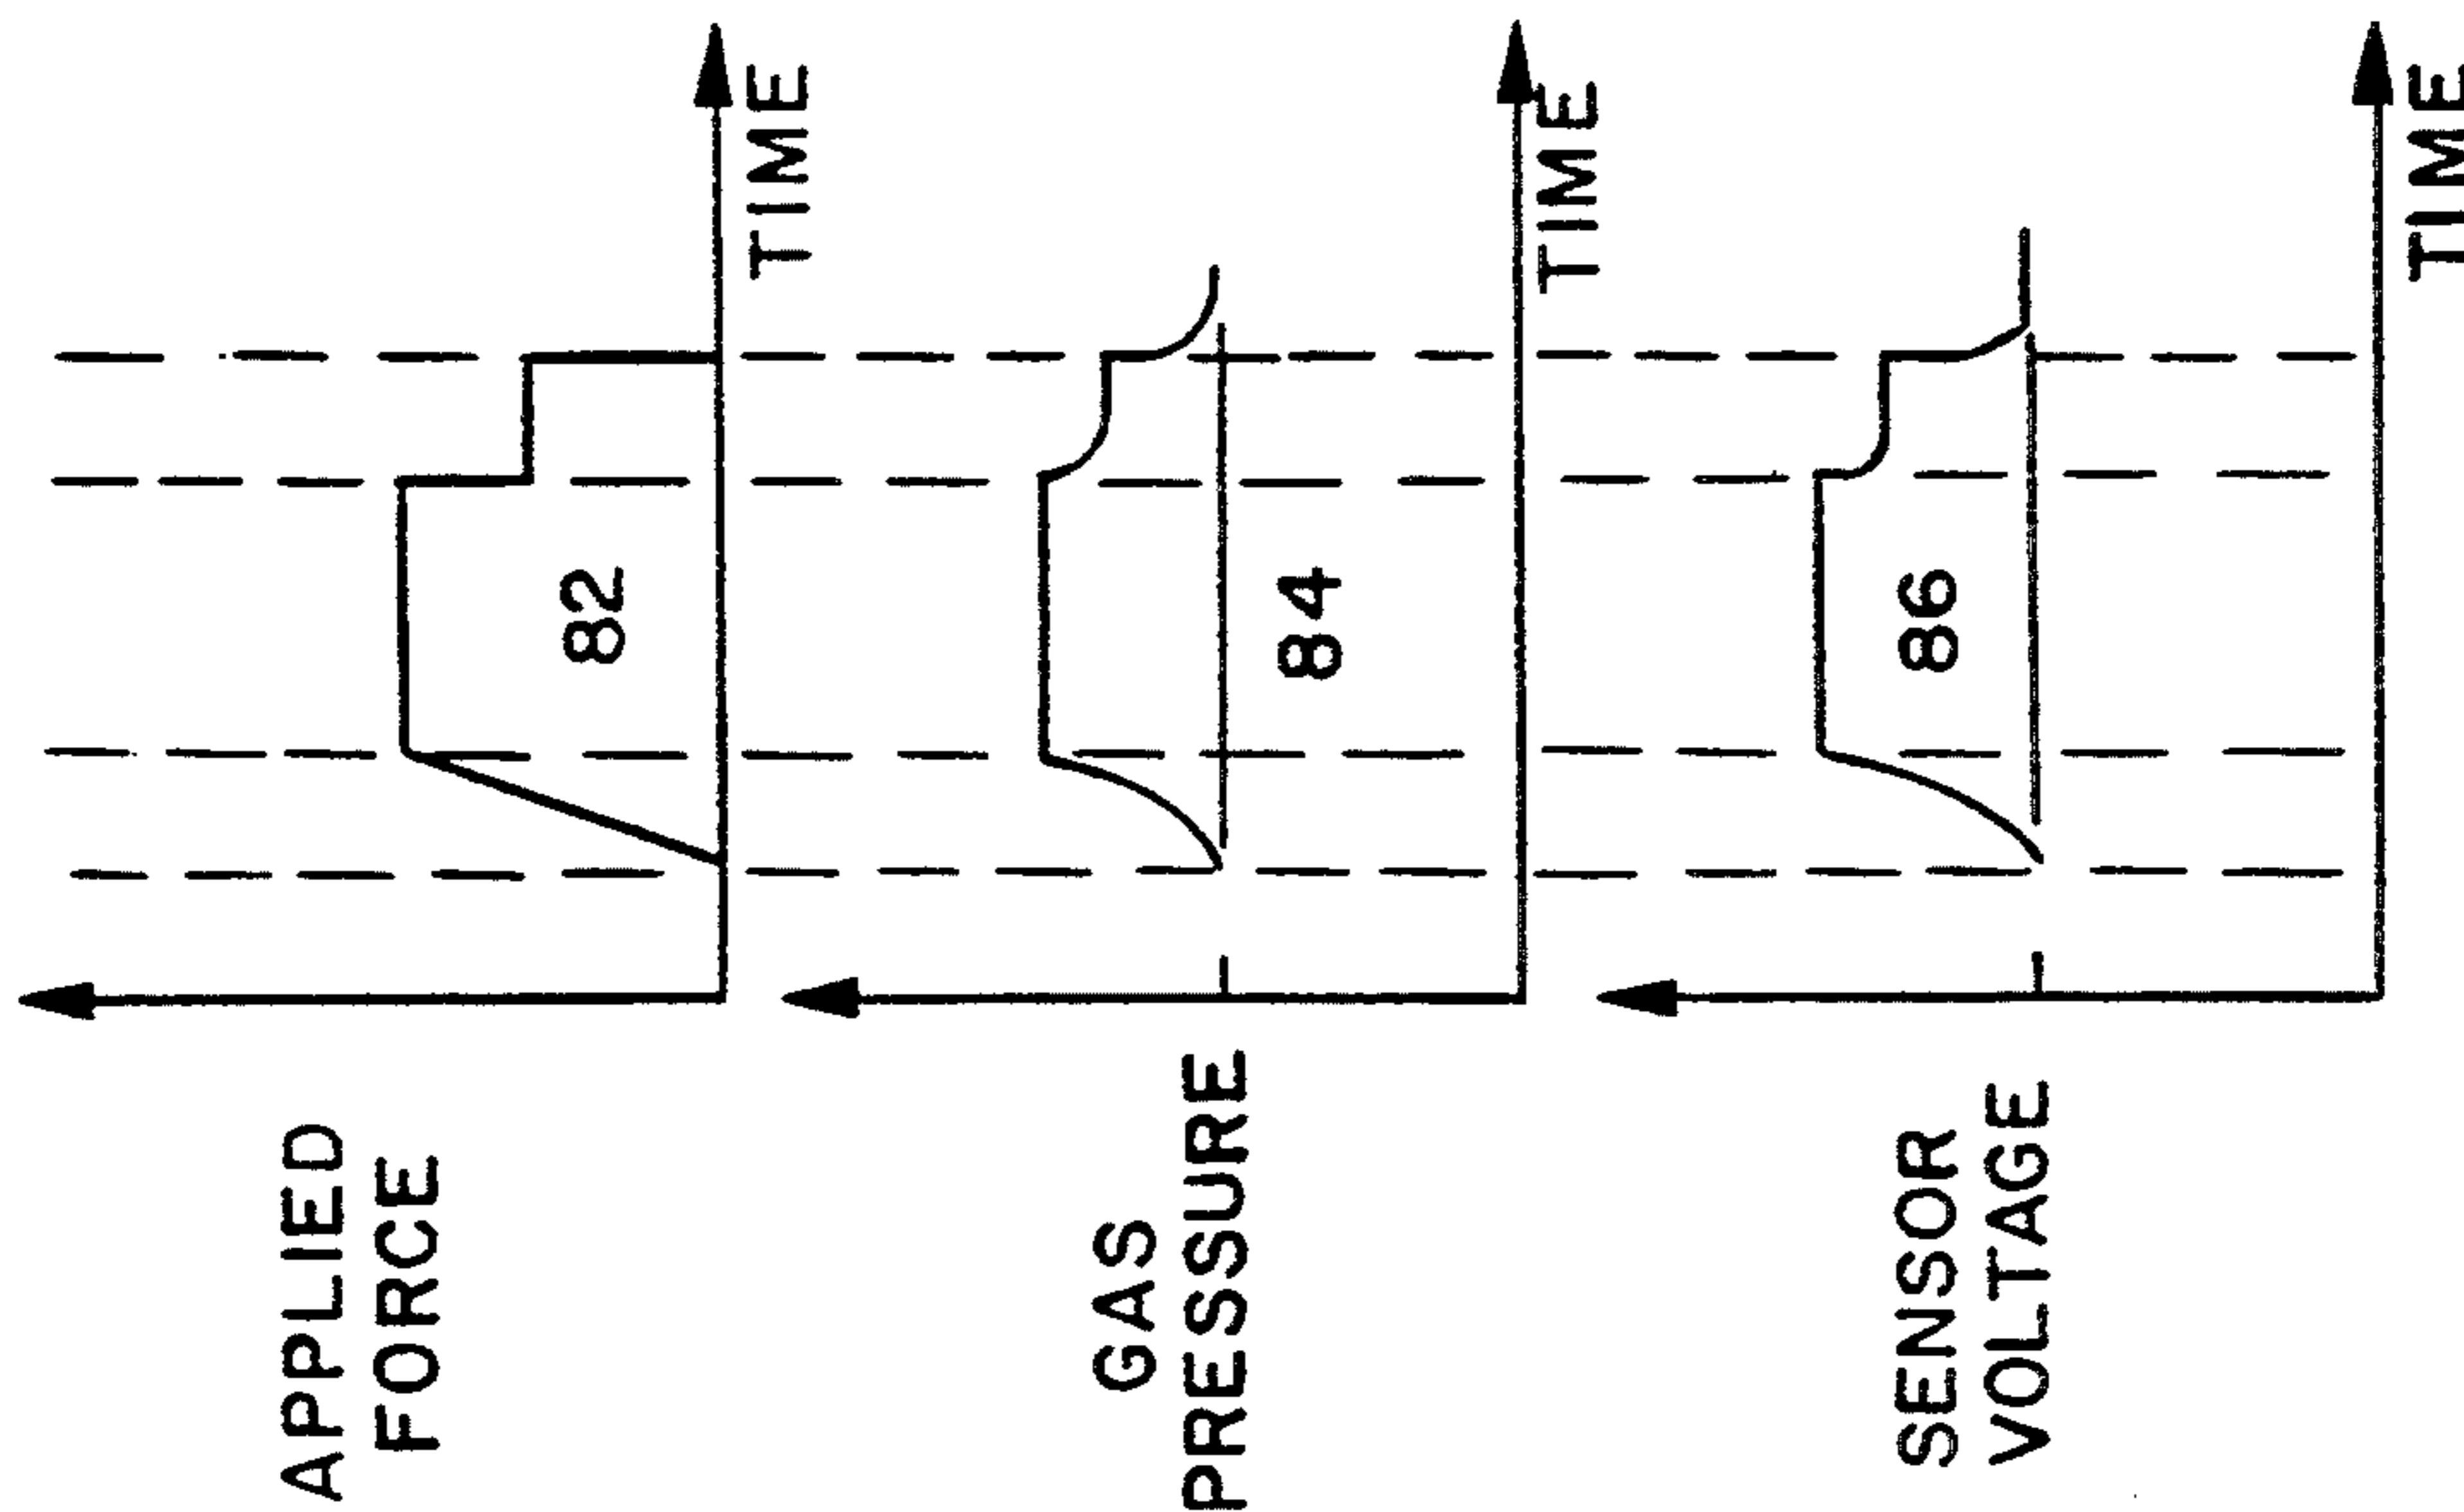 APPLIED
FORCE
82
TIME
GAS
PRESSURE
84
TIME
SENSOR
VOLTAGE
86
TIME